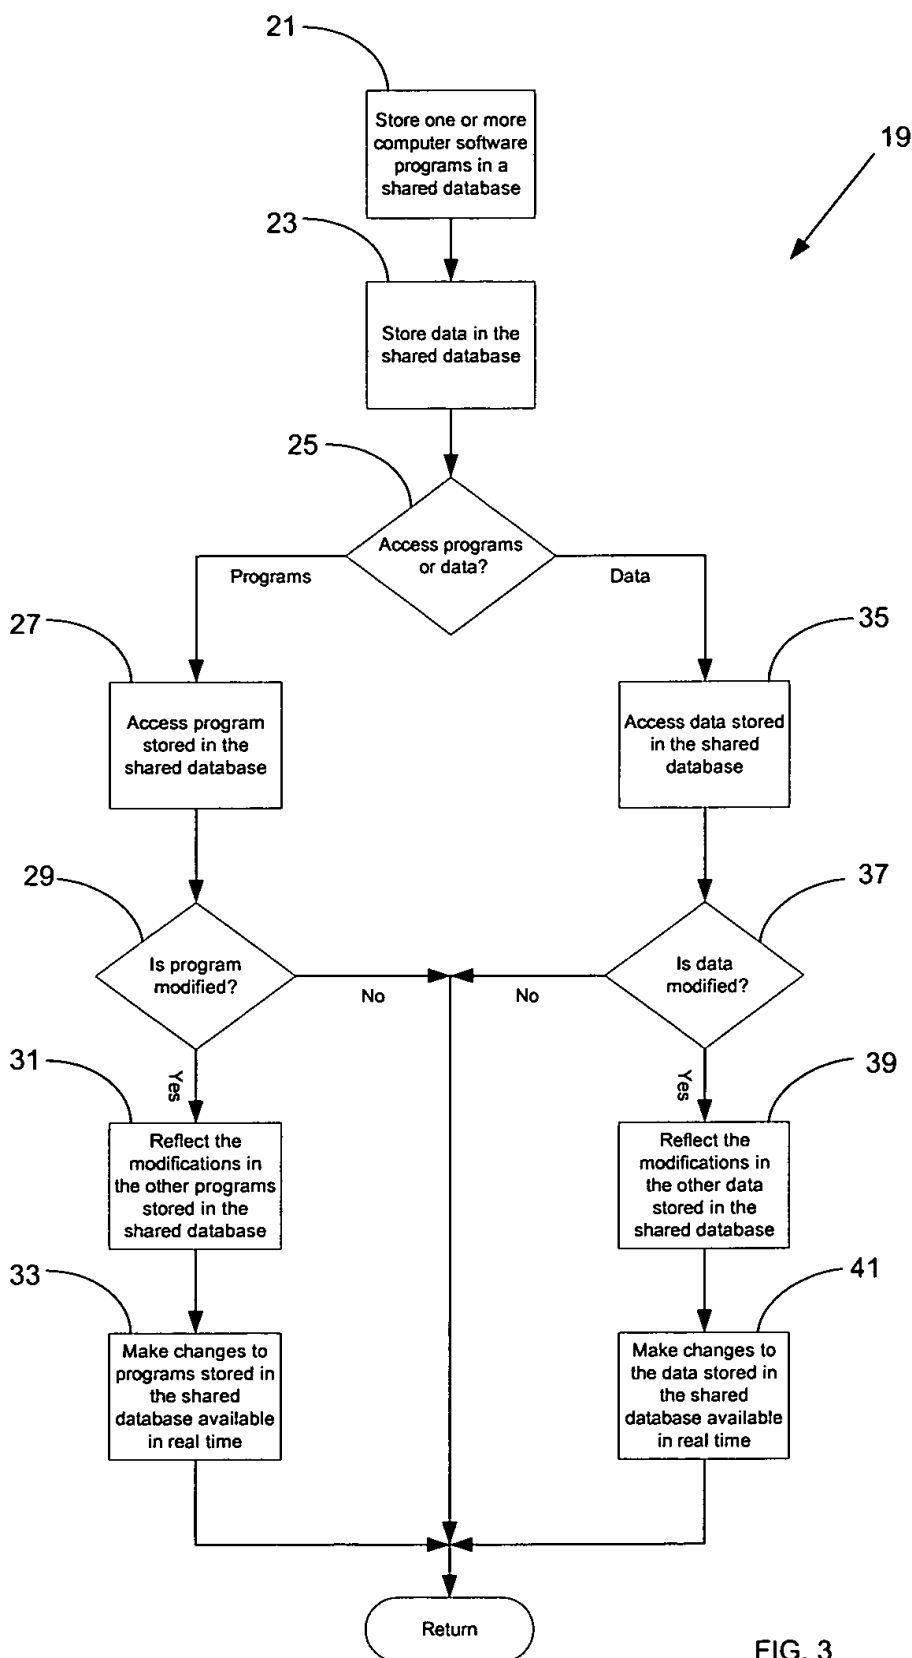 21
Store one or more
computer software
programs in a
shared database
19
23
Store data in the
shared database
25
Access programs
or data?
Programs
Data
27
Access program
stored in the
shared database
35
Access data stored
in the shared
database
29
Is program
modified?
No
37
Is data
modified?
No
Yes
Yes
31
Reflect the
modifications in
the other programs
stored in the
shared database
39
Reflect the
modifications in
the other data
stored in the
shared database
33
Make changes to
programs stored in
the shared
database available
in real time
41
Make changes to
the data stored in
the shared
database available
in real time
Return
FIG. 3